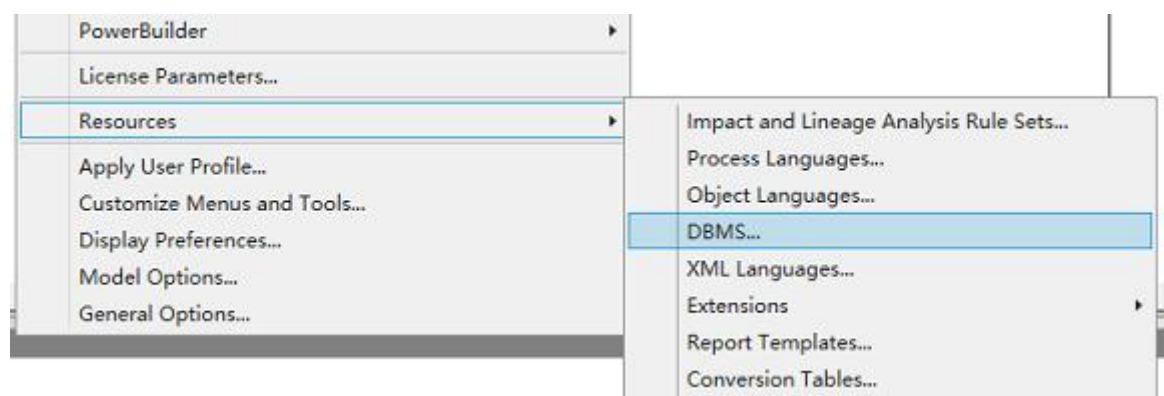 PowerBuilder
License Parameters...
Resources
Apply User Profile...
Customize Menus and Tools...
Display Preferences...
Model Options...
General Options...
Impact and Lineage Analysis Rule Sets...
Process Languages...
Object Languages...
DBMS...
XML Languages...
Extensions
Report Templates...
Conversion Tables...